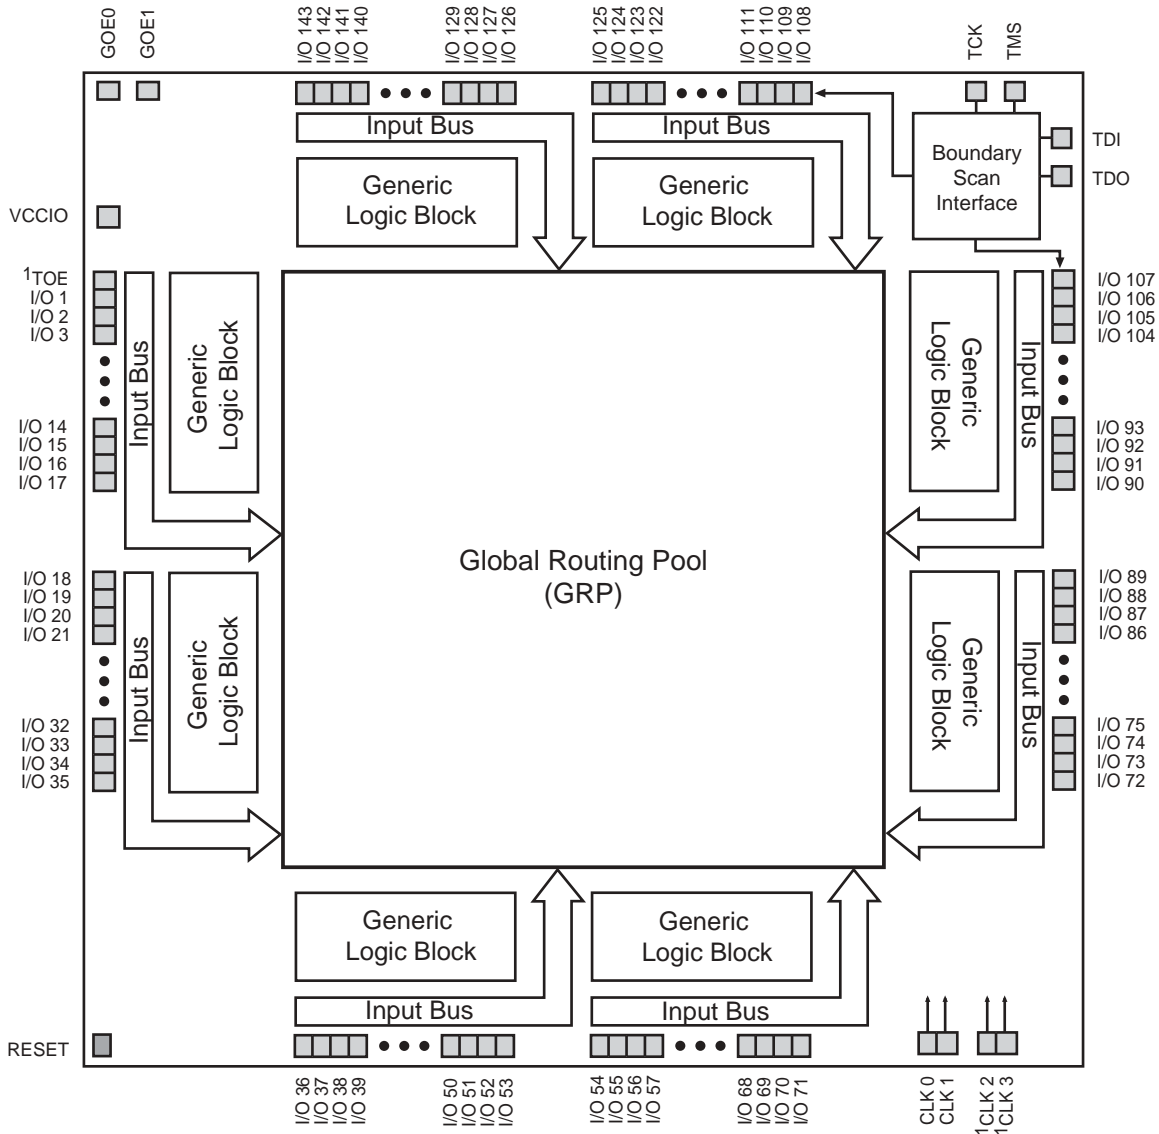 GOE0
GOE1
I/O 143
I/O 142
I/O 141
I/O 140
I/O 129
I/O 128
I/O 127
I/O 126
I/O 125
I/O 124
I/O 123
I/O 122
I/O 111
I/O 110
I/O 109
I/O 108
TCK
TMS
Input Bus
Input Bus
TDI
TDO
Boundary
Scan
Interface
Generic
Logic Block
Generic
Logic Block
VCCIO
1TOE
I/O 1
I/O 2
I/O 3
I/O 14
I/O 15
I/O 16
I/O 17
Input Bus
Generic
Logic Block
Generic
Logic Block
Input Bus
I/O 107
I/O 106
I/O 105
I/O 104
I/O 93
I/O 92
I/O 91
I/O 90
Global Routing Pool
(GRP)
I/O 18
I/O 19
I/O 20
I/O 21
I/O 32
I/O 33
I/O 34
I/O 35
Input Bus
Generic
Logic Block
Generic
Logic Block
Input Bus
I/O 89
I/O 88
I/O 87
I/O 86
I/O 75
I/O 74
I/O 73
I/O 72
Generic
Logic Block
Generic
Logic Block
Input Bus
Input Bus
RESET
I/O 36
I/O 37
I/O 38
I/O 39
I/O 50
I/O 51
I/O 52
I/O 53
I/O 54
I/O 55
I/O 56
I/O 57
I/O 68
I/O 69
I/O 70
I/O 71
CLK 0
CLK 1
1CLK 2
1CLK 3